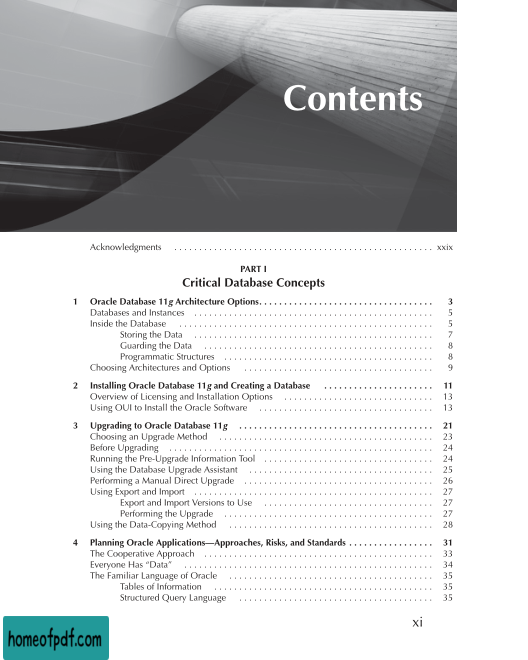 Contents
Acknowledgments . . . . . . . . . . . . . . . . . . . . . . . . . . . . . . . . . . . . . . . . . . . . . . . . . . . . xxix
PART I
Critical Database Concepts
1 Oracle Database 11g Architecture Options. . . . . . . . . . . . . . . . . . . . . . . . . . . . . . . . . . . 3
Databases and Instances . . . . . . . . . . . . . . . . . . . . . . . . . . . . . . . . . . . . . . . . . . . . . . . . 5
Inside the Database . . . . . . . . . . . . . . . . . . . . . . . . . . . . . . . . . . . . . . . . . . . . . . . . . . . 5
Storing the Data . . . . . . . . . . . . . . . . . . . . . . . . . . . . . . . . . . . . . . . . . . . . . . . . 7
Guarding the Data . . . . . . . . . . . . . . . . . . . . . . . . . . . . . . . . . . . . . . . . . . . . . . 8
Programmatic Structures . . . . . . . . . . . . . . . . . . . . . . . . . . . . . . . . . . . . . . . . . . 8
Choosing Architectures and Options . . . . . . . . . . . . . . . . . . . . . . . . . . . . . . . . . . . . . . 9
2 Installing Oracle Database 11g and Creating a Database . . . . . . . . . . . . . . . . . . . . . . 11
Overview of Licensing and Installation Options . . . . . . . . . . . . . . . . . . . . . . . . . . . . . . 13
Using OUI to Install the Oracle Software . . . . . . . . . . . . . . . . . . . . . . . . . . . . . . . . . . . 13
3 Upgrading to Oracle Database 11g . . . . . . . . . . . . . . . . . . . . . . . . . . . . . . . . . . . . . . . 21
Choosing an Upgrade Method . . . . . . . . . . . . . . . . . . . . . . . . . . . . . . . . . . . . . . . . . . . 23
Before Upgrading . . . . . . . . . . . . . . . . . . . . . . . . . . . . . . . . . . . . . . . . . . . . . . . . . . . . . 24
Running the Pre-Upgrade Information Tool . . . . . . . . . . . . . . . . . . . . . . . . . . . . . . . . . . 24
Using the Database Upgrade Assistant . . . . . . . . . . . . . . . . . . . . . . . . . . . . . . . . . . . . . 25
Performing a Manual Direct Upgrade . . . . . . . . . . . . . . . . . . . . . . . . . . . . . . . . . . . . . . 26
Using Export and Import . . . . . . . . . . . . . . . . . . . . . . . . . . . . . . . . . . . . . . . . . . . . . . . . 27
Export and Import Versions to Use . . . . . . . . . . . . . . . . . . . . . . . . . . . . . . . . . . 27
Performing the Upgrade . . . . . . . . . . . . . . . . . . . . . . . . . . . . . . . . . . . . . . . . . . 27
Using the Data-Copying Method . . . . . . . . . . . . . . . . . . . . . . . . . . . . . . . . . . . . . . . . . 28
4 Planning Oracle Applications—Approaches, Risks, and Standards . . . . . . . . . . . . . . . . . 31
The Cooperative Approach . . . . . . . . . . . . . . . . . . . . . . . . . . . . . . . . . . . . . . . . . . . . . . 33
Everyone Has “Data” . . . . . . . . . . . . . . . . . . . . . . . . . . . . . . . . . . . . . . . . . . . . . . . . . . 34
The Familiar Language of Oracle . . . . . . . . . . . . . . . . . . . . . . . . . . . . . . . . . . . . . . . . . 35
Tables of Information . . . . . . . . . . . . . . . . . . . . . . . . . . . . . . . . . . . . . . . . . . . . 35
Structured Query Language . . . . . . . . . . . . . . . . . . . . . . . . . . . . . . . . . . . . . . . 35
xi
homeofpdf.com